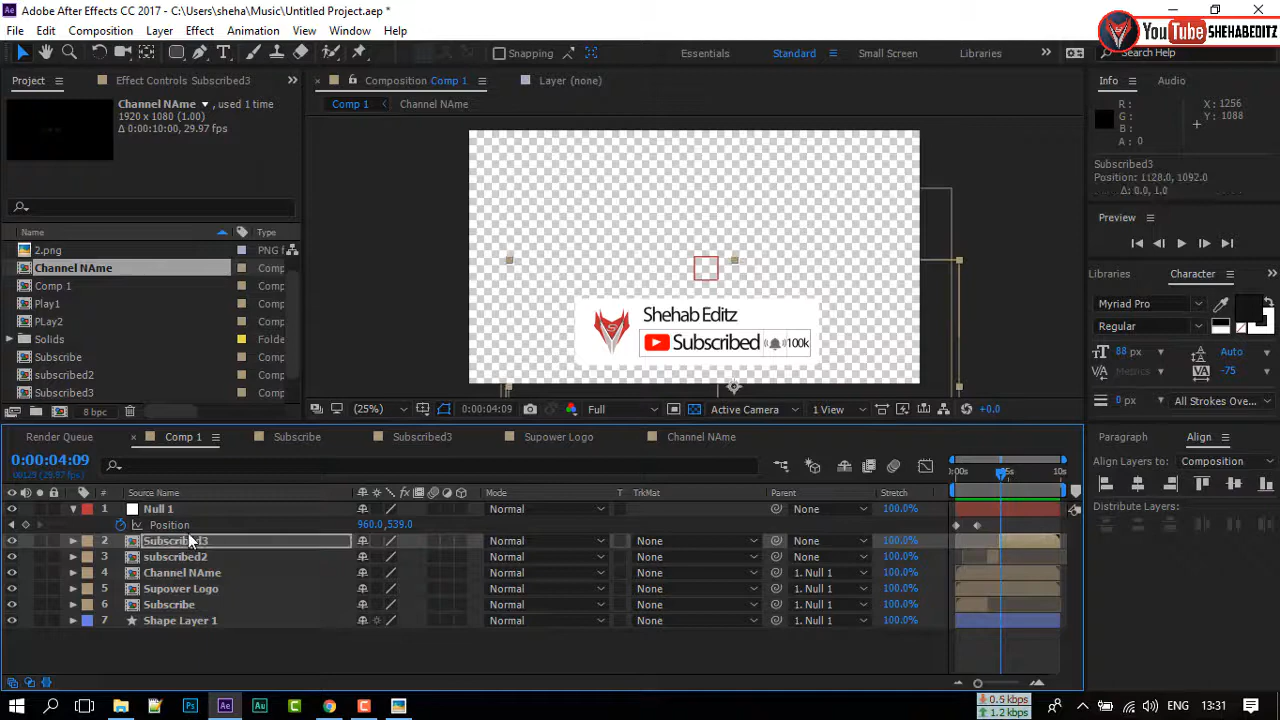 Adobe After Effects CC 2017 - C:\Users\sheha\Music\Untitled Project.aep *
YouTube SHEHABEDITZ
File Edit Composition Layer Effect Animation View Window Help
Snapping Essentials Standard Small Screen Libraries Search Help
Project Effect Controls Subscribed3
Composition Comp 1 Layer (none)
Info Audio
Channel NAme , used 1 time
1920 x 1080 (1.00)
Δ 0:00:10:00, 29.97 fps
Comp 1 Channel NAme
R :
G :
B :
A : 0
X : 1256
Y : 1088
Subscribed3
Position: 1128.0, 1092.0
Δ: 0.0, 1.0
Preview
Libraries Character
Myriad Pro
Regular
88 px Auto
Metrics -75
0 px All Strokes Ove...
Name Type
2.png PNG f
Channel NAme Comp
Comp 1 Comp
Play1 Comp
PLay2 Comp
Solids Folde
Subscribe Comp
subscribed2 Comp
Subscribed3 Comp
8 bpc
Shehab Editz
Subscribed 100k
(25%) 0:00:04:09 Full Active Camera 1 View +0.0
Render Queue Comp 1 Subscribe Subscribed3 Supower Logo Channel NAme
Paragraph Align
Align Layers to: Composition
0:00:04:09
00129 (29.97 fps)
:00s 05s 10s
# Source Name Mode T TrkMat Parent Stretch
1 Null 1 Normal None 100.0%
Position 960.0,539.0
2 Subscribed3 Normal None None 100.0%
3 subscribed2 Normal None None 100.0%
4 Channel NAme Normal None 1. Null 1 100.0%
5 Supower Logo Normal None 1. Null 1 100.0%
6 Subscribe Normal None 1. Null 1 100.0%
7 Shape Layer 1 Normal None 1. Null 1 100.0%
0.5 kbps
1.2 kbps
ENG 13:31